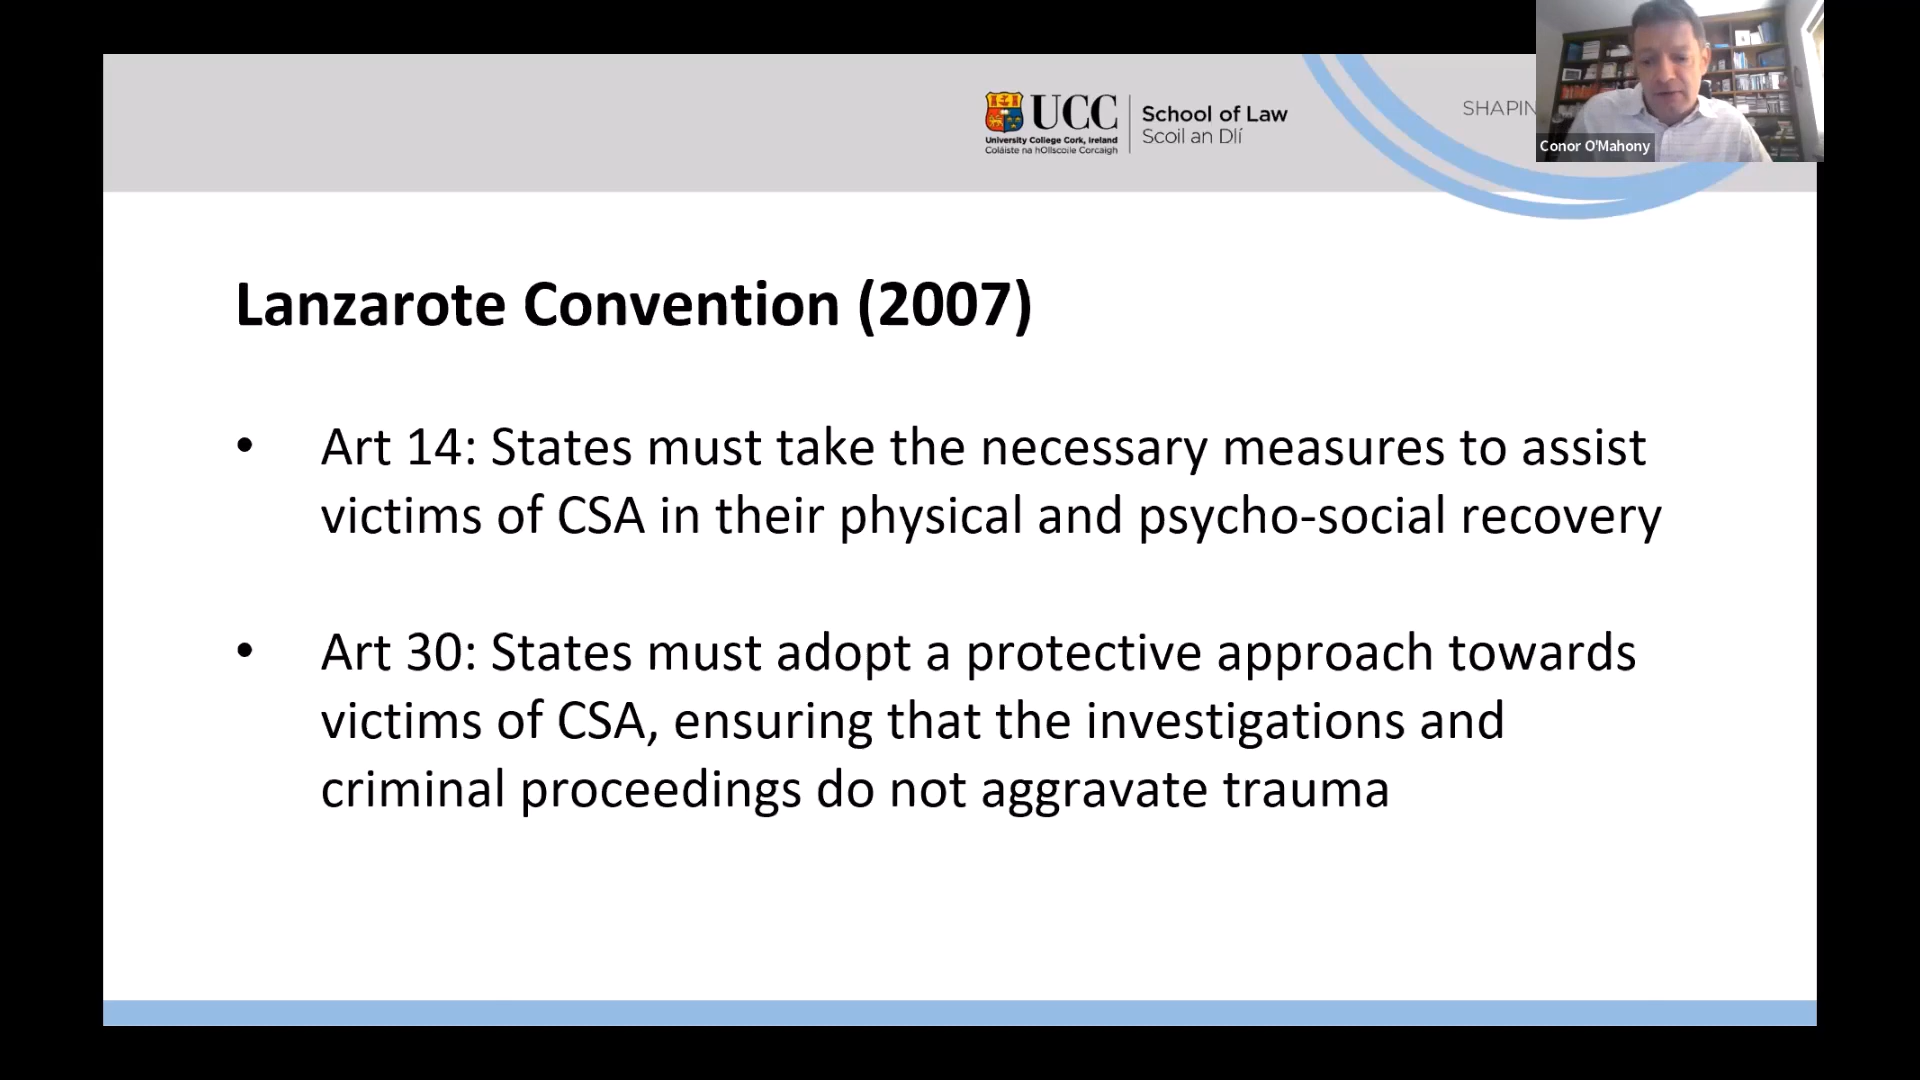 UCC
University College Cork, Ireland
Coláiste na hOllscoile Corcaigh
School of Law
Scoil an Dlí
SHAPIN
Conor O'Mahony
Lanzarote Convention (2007)
• Art 14: States must take the necessary measures to assist
victims of CSA in their physical and psycho-social recovery
• Art 30: States must adopt a protective approach towards
victims of CSA, ensuring that the investigations and
criminal proceedings do not aggravate trauma